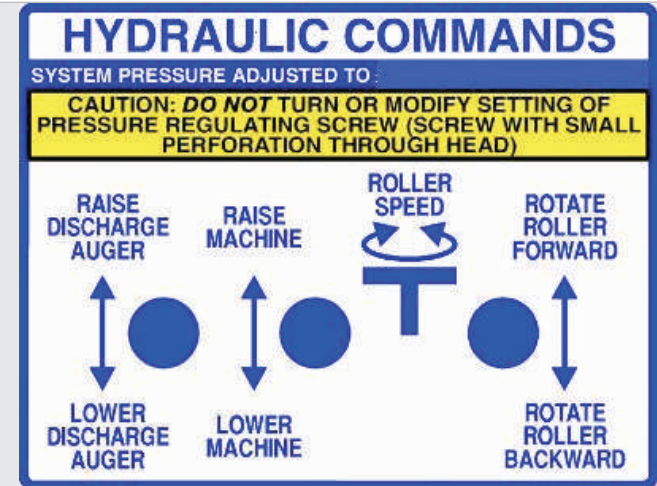 HYDRAULIC COMMANDS
SYSTEM PRESSURE ADJUSTED TO:
CAUTION: DO NOT TURN OR MODIFY SETTING OF
PRESSURE REGULATING SCREW (SCREW WITH SMALL
PERFORATION THROUGH HEAD)
RAISE
DISCHARGE
AUGER
RAISE
MACHINE
ROLLER
SPEED
ROTATE
ROLLER
FORWARD
LOWER
DISCHARGE
AUGER
LOWER
MACHINE
ROTATE
ROLLER
BACKWARD